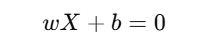 wX + b = 0